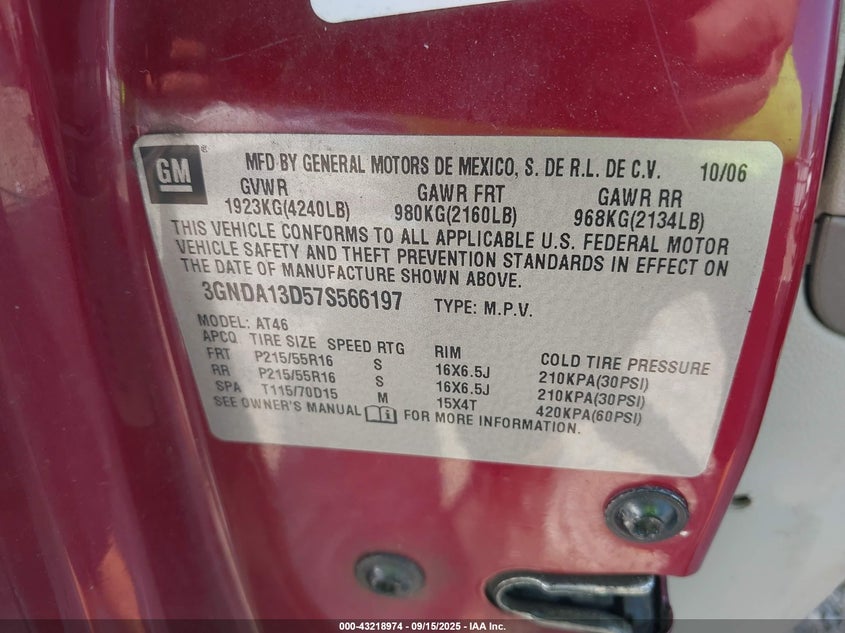 GM
®
MFD BY GENERAL MOTORS DE MEXICO, S. DE R.L. DE C.V. 10/06
GVWR GAWR FRT GAWR RR
1923KG(4240LB) 980KG(2160LB) 968KG(2134LB)
THIS VEHICLE CONFORMS TO ALL APPLICABLE U.S. FEDERAL MOTOR
VEHICLE SAFETY AND THEFT PREVENTION STANDARDS IN EFFECT ON
THE DATE OF MANUFACTURE SHOWN ABOVE.
3GNDA13D57S566197 TYPE: M.P.V.
MODEL: AT46
APCQ TIRE SIZE SPEED RTG RIM COLD TIRE PRESSURE
FRT P215/55R16 S 16X6.5J 210KPA(30PSI)
RR P215/55R16 S 16X6.5J 210KPA(30PSI)
SPA T115/70D15 M 15X4T 420KPA(60PSI)
SEE OWNER'S MANUAL i FOR MORE INFORMATION.
000-43218974 - 09/15/2025 - IAA Inc.